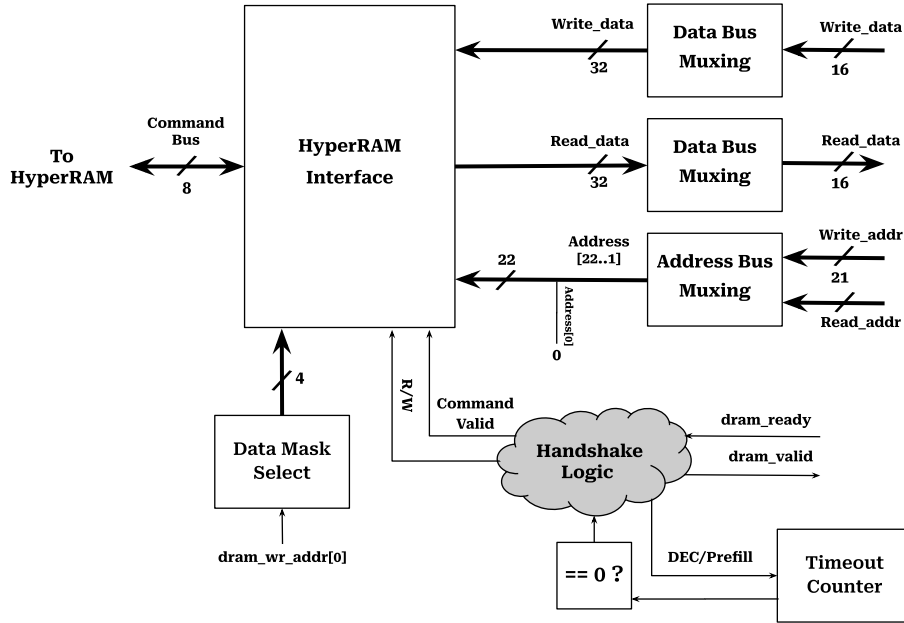 Write_data
32
Data Bus
Muxing
Write_data
16
To
HyperRAM
Command
Bus
8
HyperRAM
Interface
Read_data
32
Data Bus
Muxing
Read_data
16
22
Address
[22..1]
Address[0]
0
Address Bus
Muxing
Write_addr
21
Read_addr
4
Data Mask
Select
dram_wr_addr[0]
R/W
Command
Valid
Handshake
Logic
dram_ready
dram_valid
== 0 ?
DEC/Prefill
Timeout
Counter